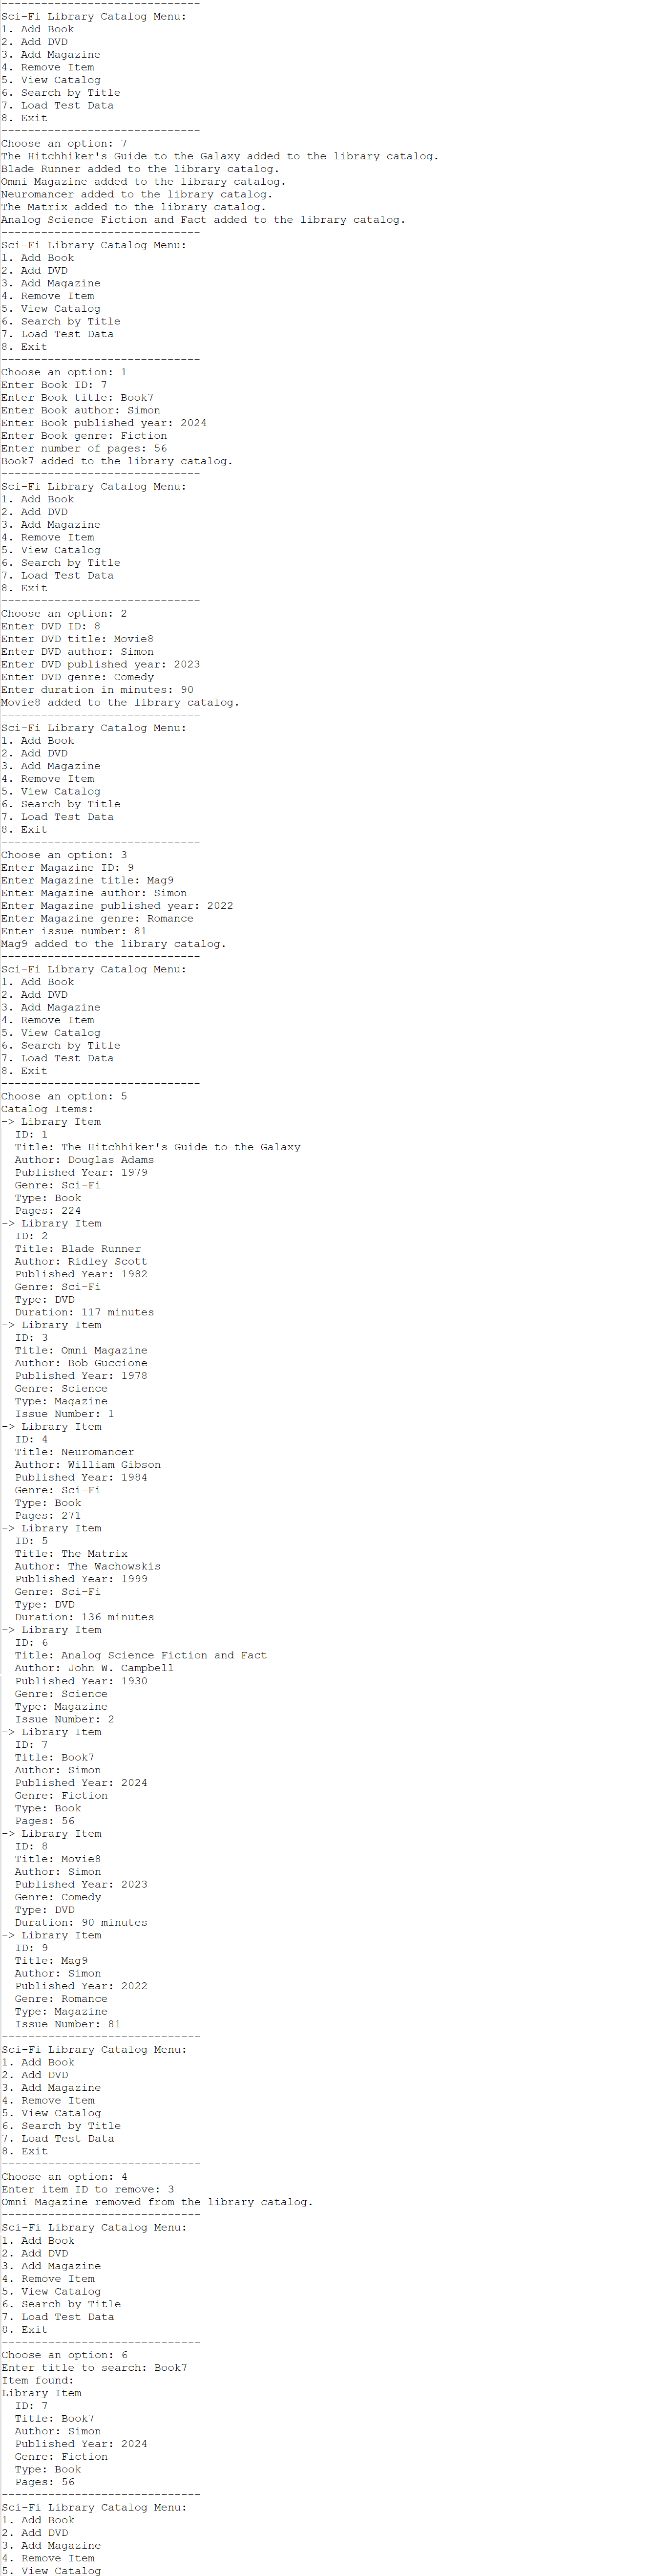 ------------------------------
Sci-Fi Library Catalog Menu:
1. Add Book
2. Add DVD
3. Add Magazine
4. Remove Item
5. View Catalog
6. Search by Title
7. Load Test Data
8. Exit
------------------------------
Choose an option: 7
The Hitchhiker's Guide to the Galaxy added to the library catalog.
Blade Runner added to the library catalog.
Omni Magazine added to the library catalog.
Neuromancer added to the library catalog.
The Matrix added to the library catalog.
Analog Science Fiction and Fact added to the library catalog.
------------------------------
Sci-Fi Library Catalog Menu:
1. Add Book
2. Add DVD
3. Add Magazine
4. Remove Item
5. View Catalog
6. Search by Title
7. Load Test Data
8. Exit
------------------------------
Choose an option: 1
Enter Book ID: 7
Enter Book title: Book7
Enter Book author: Simon
Enter Book published year: 2024
Enter Book genre: Fiction
Enter number of pages: 56
Book7 added to the library catalog.
------------------------------
Sci-Fi Library Catalog Menu:
1. Add Book
2. Add DVD
3. Add Magazine
4. Remove Item
5. View Catalog
6. Search by Title
7. Load Test Data
8. Exit
------------------------------
Choose an option: 2
Enter DVD ID: 8
Enter DVD title: Movie8
Enter DVD author: Simon
Enter DVD published year: 2023
Enter DVD genre: Comedy
Enter duration in minutes: 90
Movie8 added to the library catalog.
------------------------------
Sci-Fi Library Catalog Menu:
1. Add Book
2. Add DVD
3. Add Magazine
4. Remove Item
5. View Catalog
6. Search by Title
7. Load Test Data
8. Exit
------------------------------
Choose an option: 3
Enter Magazine ID: 9
Enter Magazine title: Mag9
Enter Magazine author: Simon
Enter Magazine published year: 2022
Enter Magazine genre: Romance
Enter issue number: 81
Mag9 added to the library catalog.
------------------------------
Sci-Fi Library Catalog Menu:
1. Add Book
2. Add DVD
3. Add Magazine
4. Remove Item
5. View Catalog
6. Search by Title
7. Load Test Data
8. Exit
------------------------------
Choose an option: 5
Catalog Items:
-> Library Item
  ID: 1
  Title: The Hitchhiker's Guide to the Galaxy
  Author: Douglas Adams
  Published Year: 1979
  Genre: Sci-Fi
  Type: Book
  Pages: 224
-> Library Item
  ID: 2
  Title: Blade Runner
  Author: Ridley Scott
  Published Year: 1982
  Genre: Sci-Fi
  Type: DVD
  Duration: 117 minutes
-> Library Item
  ID: 3
  Title: Omni Magazine
  Author: Bob Guccione
  Published Year: 1978
  Genre: Science
  Type: Magazine
  Issue Number: 1
-> Library Item
  ID: 4
  Title: Neuromancer
  Author: William Gibson
  Published Year: 1984
  Genre: Sci-Fi
  Type: Book
  Pages: 271
-> Library Item
  ID: 5
  Title: The Matrix
  Author: The Wachowskis
  Published Year: 1999
  Genre: Sci-Fi
  Type: DVD
  Duration: 136 minutes
-> Library Item
  ID: 6
  Title: Analog Science Fiction and Fact
  Author: John W. Campbell
  Published Year: 1930
  Genre: Science
  Type: Magazine
  Issue Number: 2
-> Library Item
  ID: 7
  Title: Book7
  Author: Simon
  Published Year: 2024
  Genre: Fiction
  Type: Book
  Pages: 56
-> Library Item
  ID: 8
  Title: Movie8
  Author: Simon
  Published Year: 2023
  Genre: Comedy
  Type: DVD
  Duration: 90 minutes
-> Library Item
  ID: 9
  Title: Mag9
  Author: Simon
  Published Year: 2022
  Genre: Romance
  Type: Magazine
  Issue Number: 81
------------------------------
Sci-Fi Library Catalog Menu:
1. Add Book
2. Add DVD
3. Add Magazine
4. Remove Item
5. View Catalog
6. Search by Title
7. Load Test Data
8. Exit
------------------------------
Choose an option: 4
Enter item ID to remove: 3
Omni Magazine removed from the library catalog.
------------------------------
Sci-Fi Library Catalog Menu:
1. Add Book
2. Add DVD
3. Add Magazine
4. Remove Item
5. View Catalog
6. Search by Title
7. Load Test Data
8. Exit
------------------------------
Choose an option: 6
Enter title to search: Book7
Item found:
Library Item
  ID: 7
  Title: Book7
  Author: Simon
  Published Year: 2024
  Genre: Fiction
  Type: Book
  Pages: 56
------------------------------
Sci-Fi Library Catalog Menu:
1. Add Book
2. Add DVD
3. Add Magazine
4. Remove Item
5. View Catalog